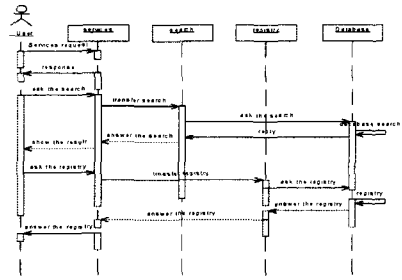 User
services
search
registry
Database
Services request
response
ask the search
transfer search
ask the search
database search
reply
answer the search
show the result
ask the registry
transfer registry
ask the registry
registry
answer the registry
answer the registry
answer the registry